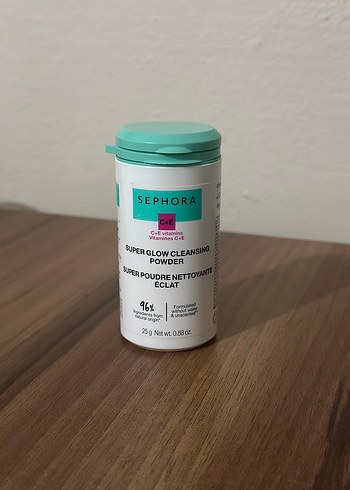 SEPHORA
C+E
C+E vitamins
Vitamines C+E
SUPER GLOW CLEANSING
POWDER
SUPER POUDRE NETTOYANTE
ÉCLAT
96%
ingredients from
natural origin*
Formulated
without water
& unscented*
25 g Net wt. 0.88 oz.